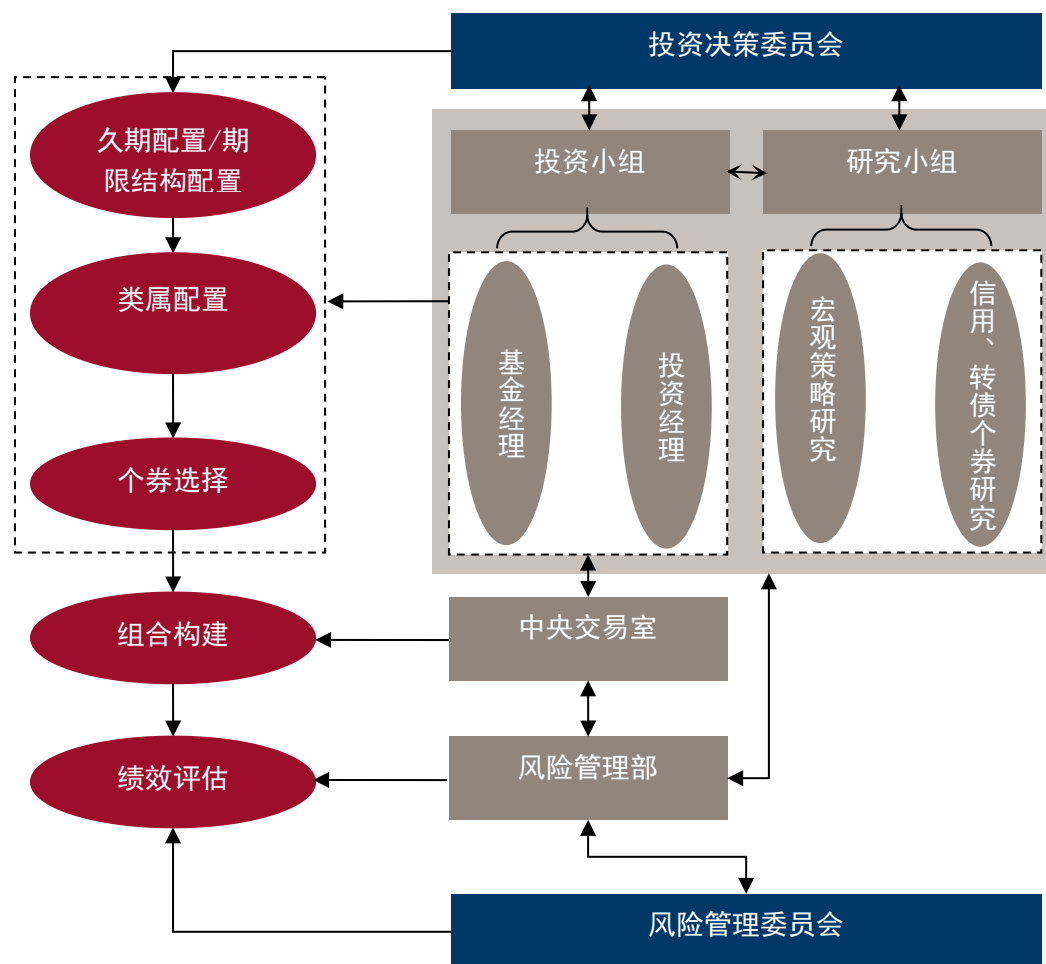 投资决策委员会
久期配置/期
限结构配置
投资小组
研究小组
类属配置
基金经理
投资经理
宏观策略研究
信用、转债个券研究
个券选择
组合构建
中央交易室
绩效评估
风险管理部
风险管理委员会